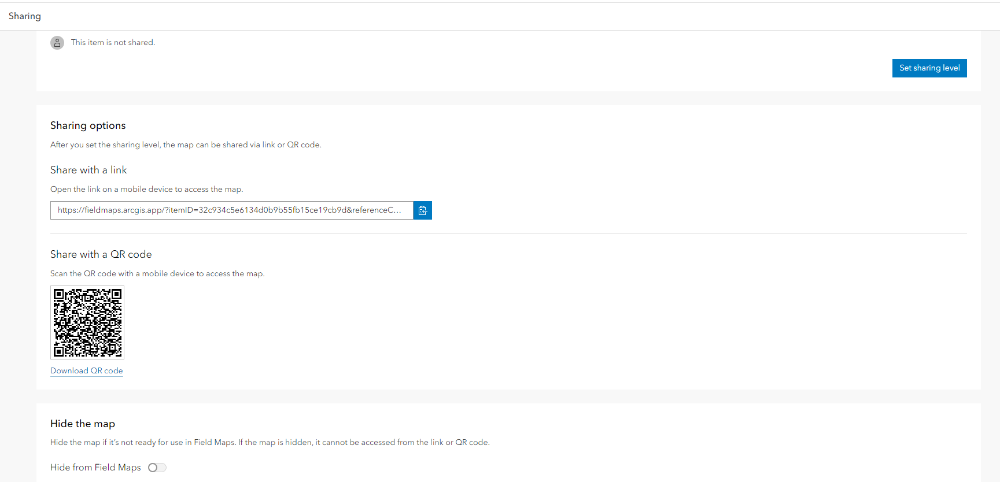 Sharing
This item is not shared.
Set sharing level
Sharing options
After you set the sharing level, the map can be shared via link or QR code.
Share with a link
Open the link on a mobile device to access the map.
https://fieldmaps.arcgis.app/?itemID=32c934c5e6134d0b9b55fb15ce19cb9d&referenceC...
Share with a QR code
Scan the QR code with a mobile device to access the map.
Download QR code
Hide the map
Hide the map if it's not ready for use in Field Maps. If the map is hidden, it cannot be accessed from the link or QR code.
Hide from Field Maps